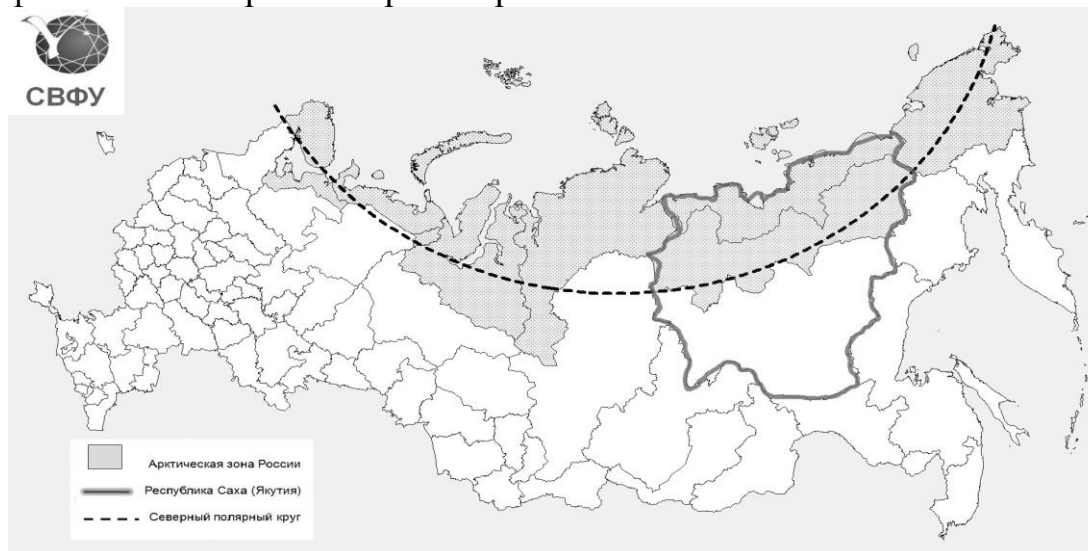 СВФУ
Арктическая зона России
Республика Саха (Якутия)
Северный полярный круг